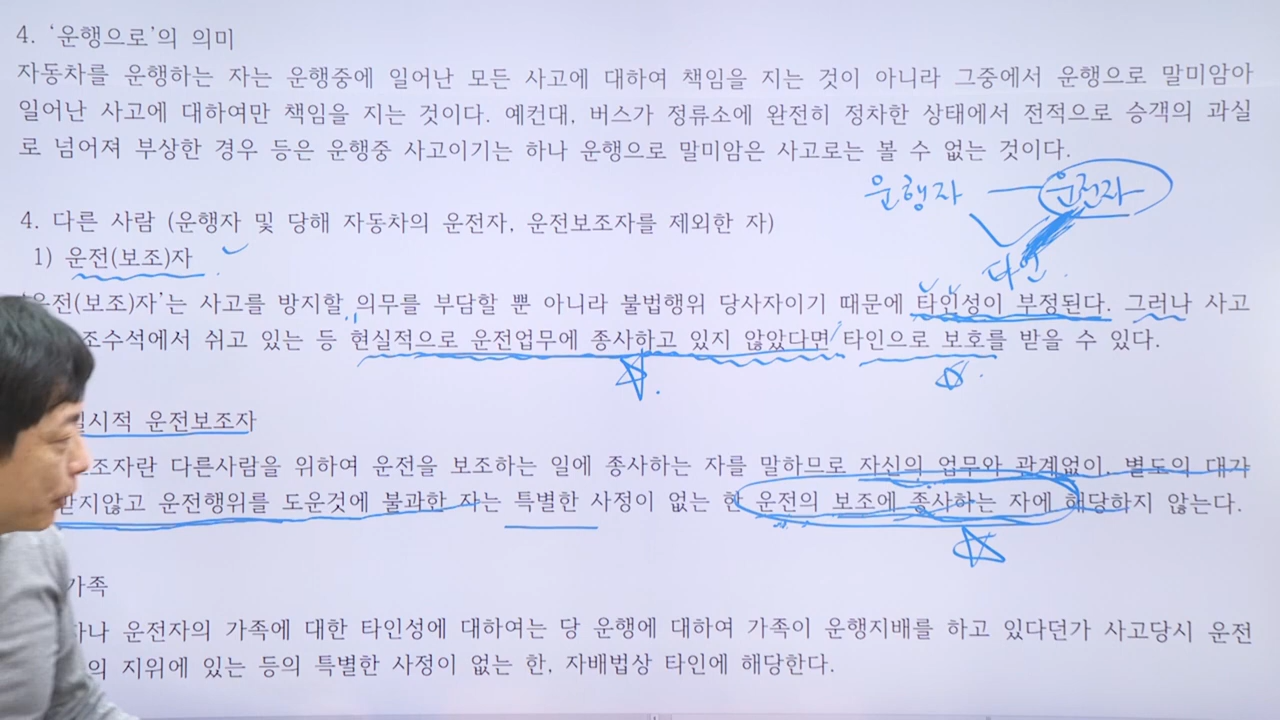 4. ‘운행으로’의 의미
자동차를 운행하는 자는 운행중에 일어난 모든 사고에 대하여 책임을 지는 것이 아니라 그중에서 운행으로 말미암아
일어난 사고에 대하여만 책임을 지는 것이다. 예컨대, 버스가 정류소에 완전히 정차한 상태에서 전적으로 승객의 과실
로 넘어져 부상한 경우 등은 운행중 사고이기는 하나 운행으로 말미암은 사고로는 볼 수 없는 것이다.
운행자 운전자
4. 다른 사람 (운행자 및 당해 자동차의 운전자, 운전보조자를 제외한 자)
1) 운전(보조)자
타인
‘운전(보조)자’는 사고를 방지할 의무를 부담할 뿐 아니라 불법행위 당사자이기 때문에 타인성이 부정된다. 그러나 사고
조수석에서 쉬고 있는 등 현실적으로 운전업무에 종사하고 있지 않았다면 타인으로 보호를 받을 수 있다.
일시적 운전보조자
보조자란 다른사람을 위하여 운전을 보조하는 일에 종사하는 자를 말하므로 자신의 업무와 관계없이, 별도의 대가
받지않고 운전행위를 도운것에 불과한 자는 특별한 사정이 없는 한 운전의 보조에 종사하는 자에 해당하지 않는다.
가족
하나 운전자의 가족에 대한 타인성에 대하여는 당 운행에 대하여 가족이 운행지배를 하고 있다던가 사고당시 운전
의 지위에 있는 등의 특별한 사정이 없는 한, 자배법상 타인에 해당한다.